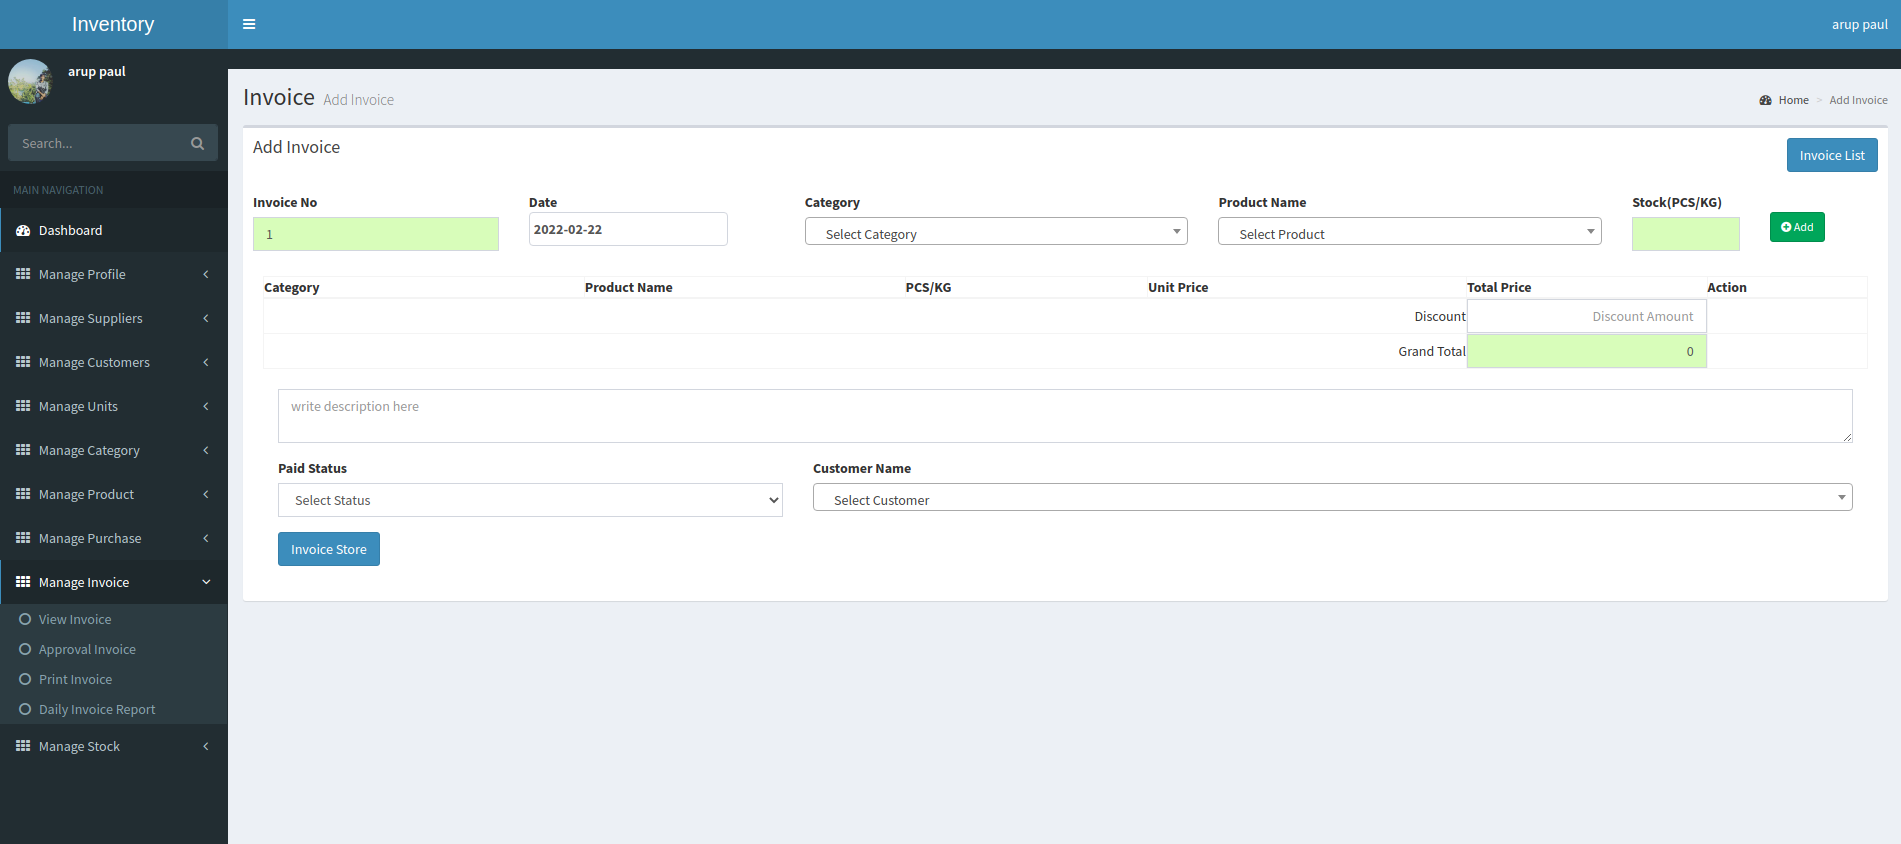 Inventory
arup paul
arup paul
Search...
MAIN NAVIGATION
Dashboard
Manage Profile
Manage Suppliers
Manage Customers
Manage Units
Manage Category
Manage Product
Manage Purchase
Manage Invoice
View Invoice
Approval Invoice
Print Invoice
Daily Invoice Report
Manage Stock
Invoice Add Invoice
Home > Add Invoice
Add Invoice
Invoice List
Invoice No Date Category Product Name Stock(PCS/KG)
1 2022-02-22 Select Category Select Product Add
Category Product Name PCS/KG Unit Price Total Price Action
Discount Discount Amount
Grand Total 0
write description here
Paid Status Customer Name
Select Status Select Customer
Invoice Store